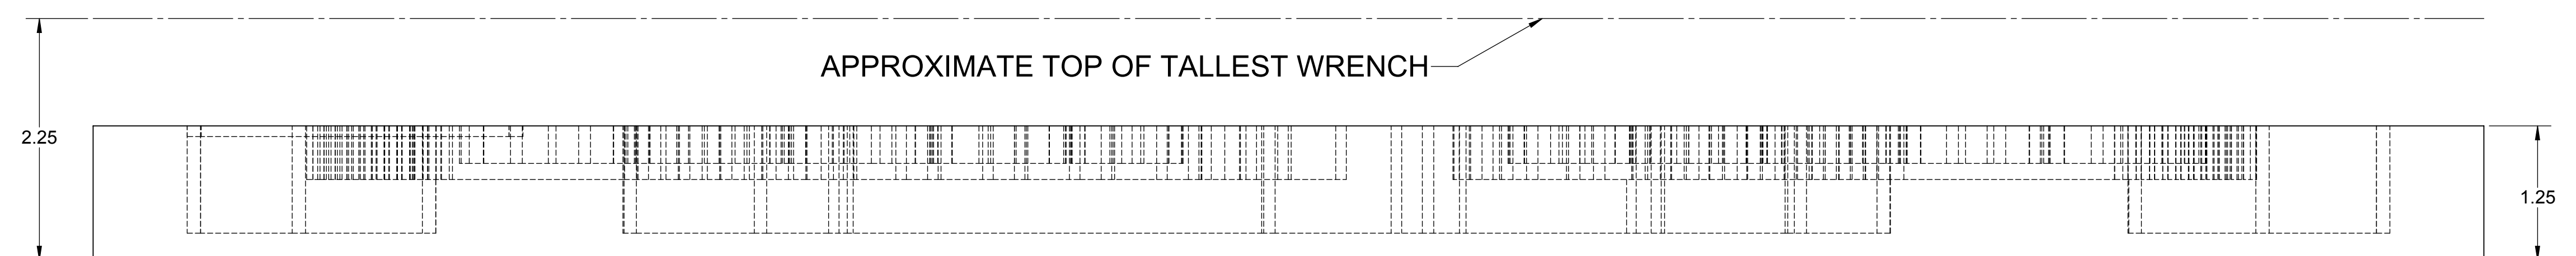 APPROXIMATE TOP OF TALLEST WRENCH
2.25
1.25